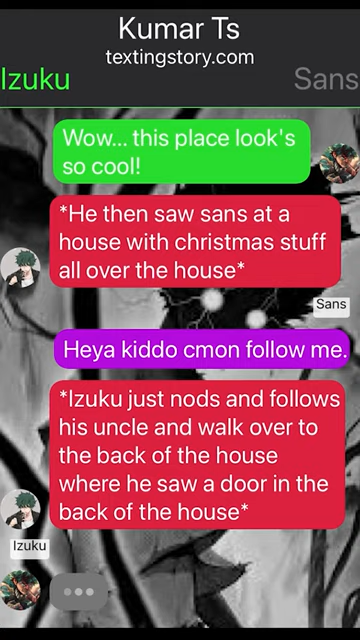 Kumar Ts
textingstory.com
Izuku
Sans
Wow... this place look's
so cool!
*He then saw sans at a
house with christmas stuff
all over the house*
Sans
Heya kiddo cmon follow me.
*Izuku just nods and follows
his uncle and walk over to
the back of the house
where he saw a door in the
back of the house*
Izuku